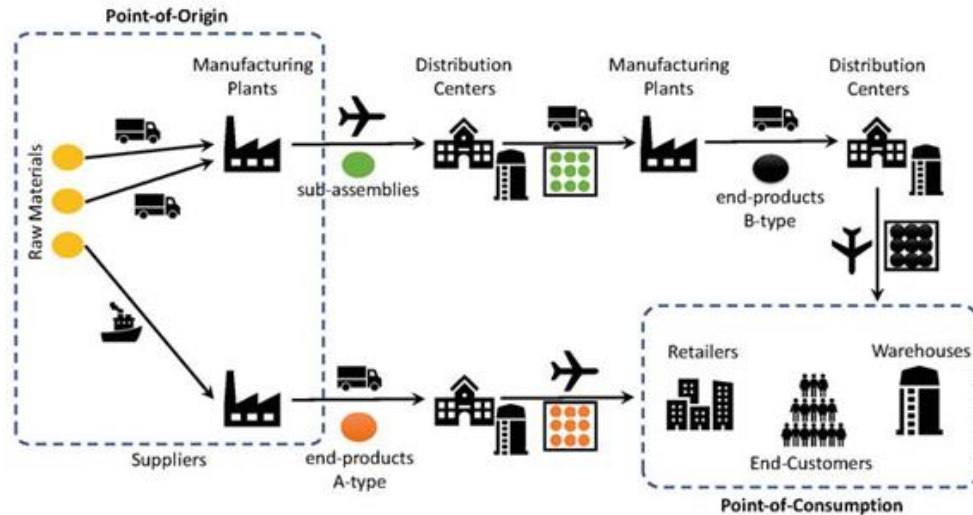 Point-of-Origin
Manufacturing
Plants
Distribution
Centers
Manufacturing
Plants
Distribution
Centers
Raw Materials
sub-assemblies
end-products
B-type
Retailers
Warehouses
Suppliers
end-products
A-type
End-Customers
Point-of-Consumption